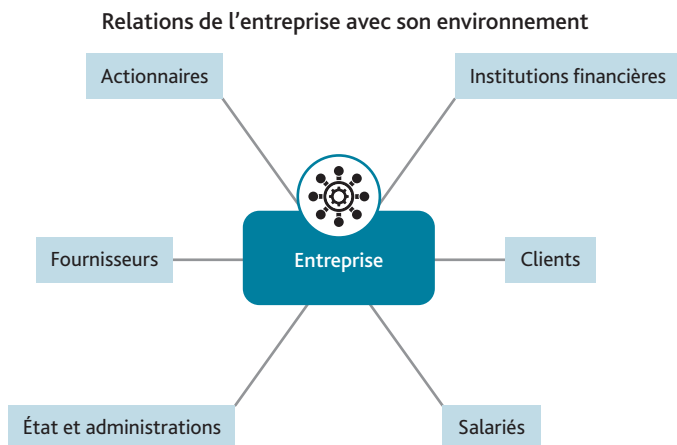 Relations de l’entreprise avec son environnement
Actionnaires
Institutions financières
Fournisseurs
Entreprise
Clients
État et administrations
Salariés